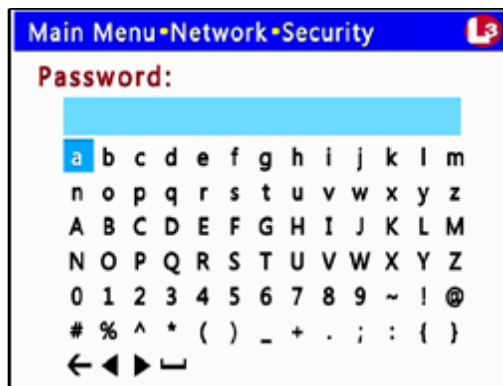 Main Menu•Network•Security L3
Password:
a b c d e f g h i j k l m
n o p q r s t u v w x y z
A B C D E F G H I J K L M
N O P Q R S T U V W X Y Z
0 1 2 3 4 5 6 7 8 9 ~ ! @
# % ^ * ( ) _ + . ; : { }
← ◀ ▶ ⎵